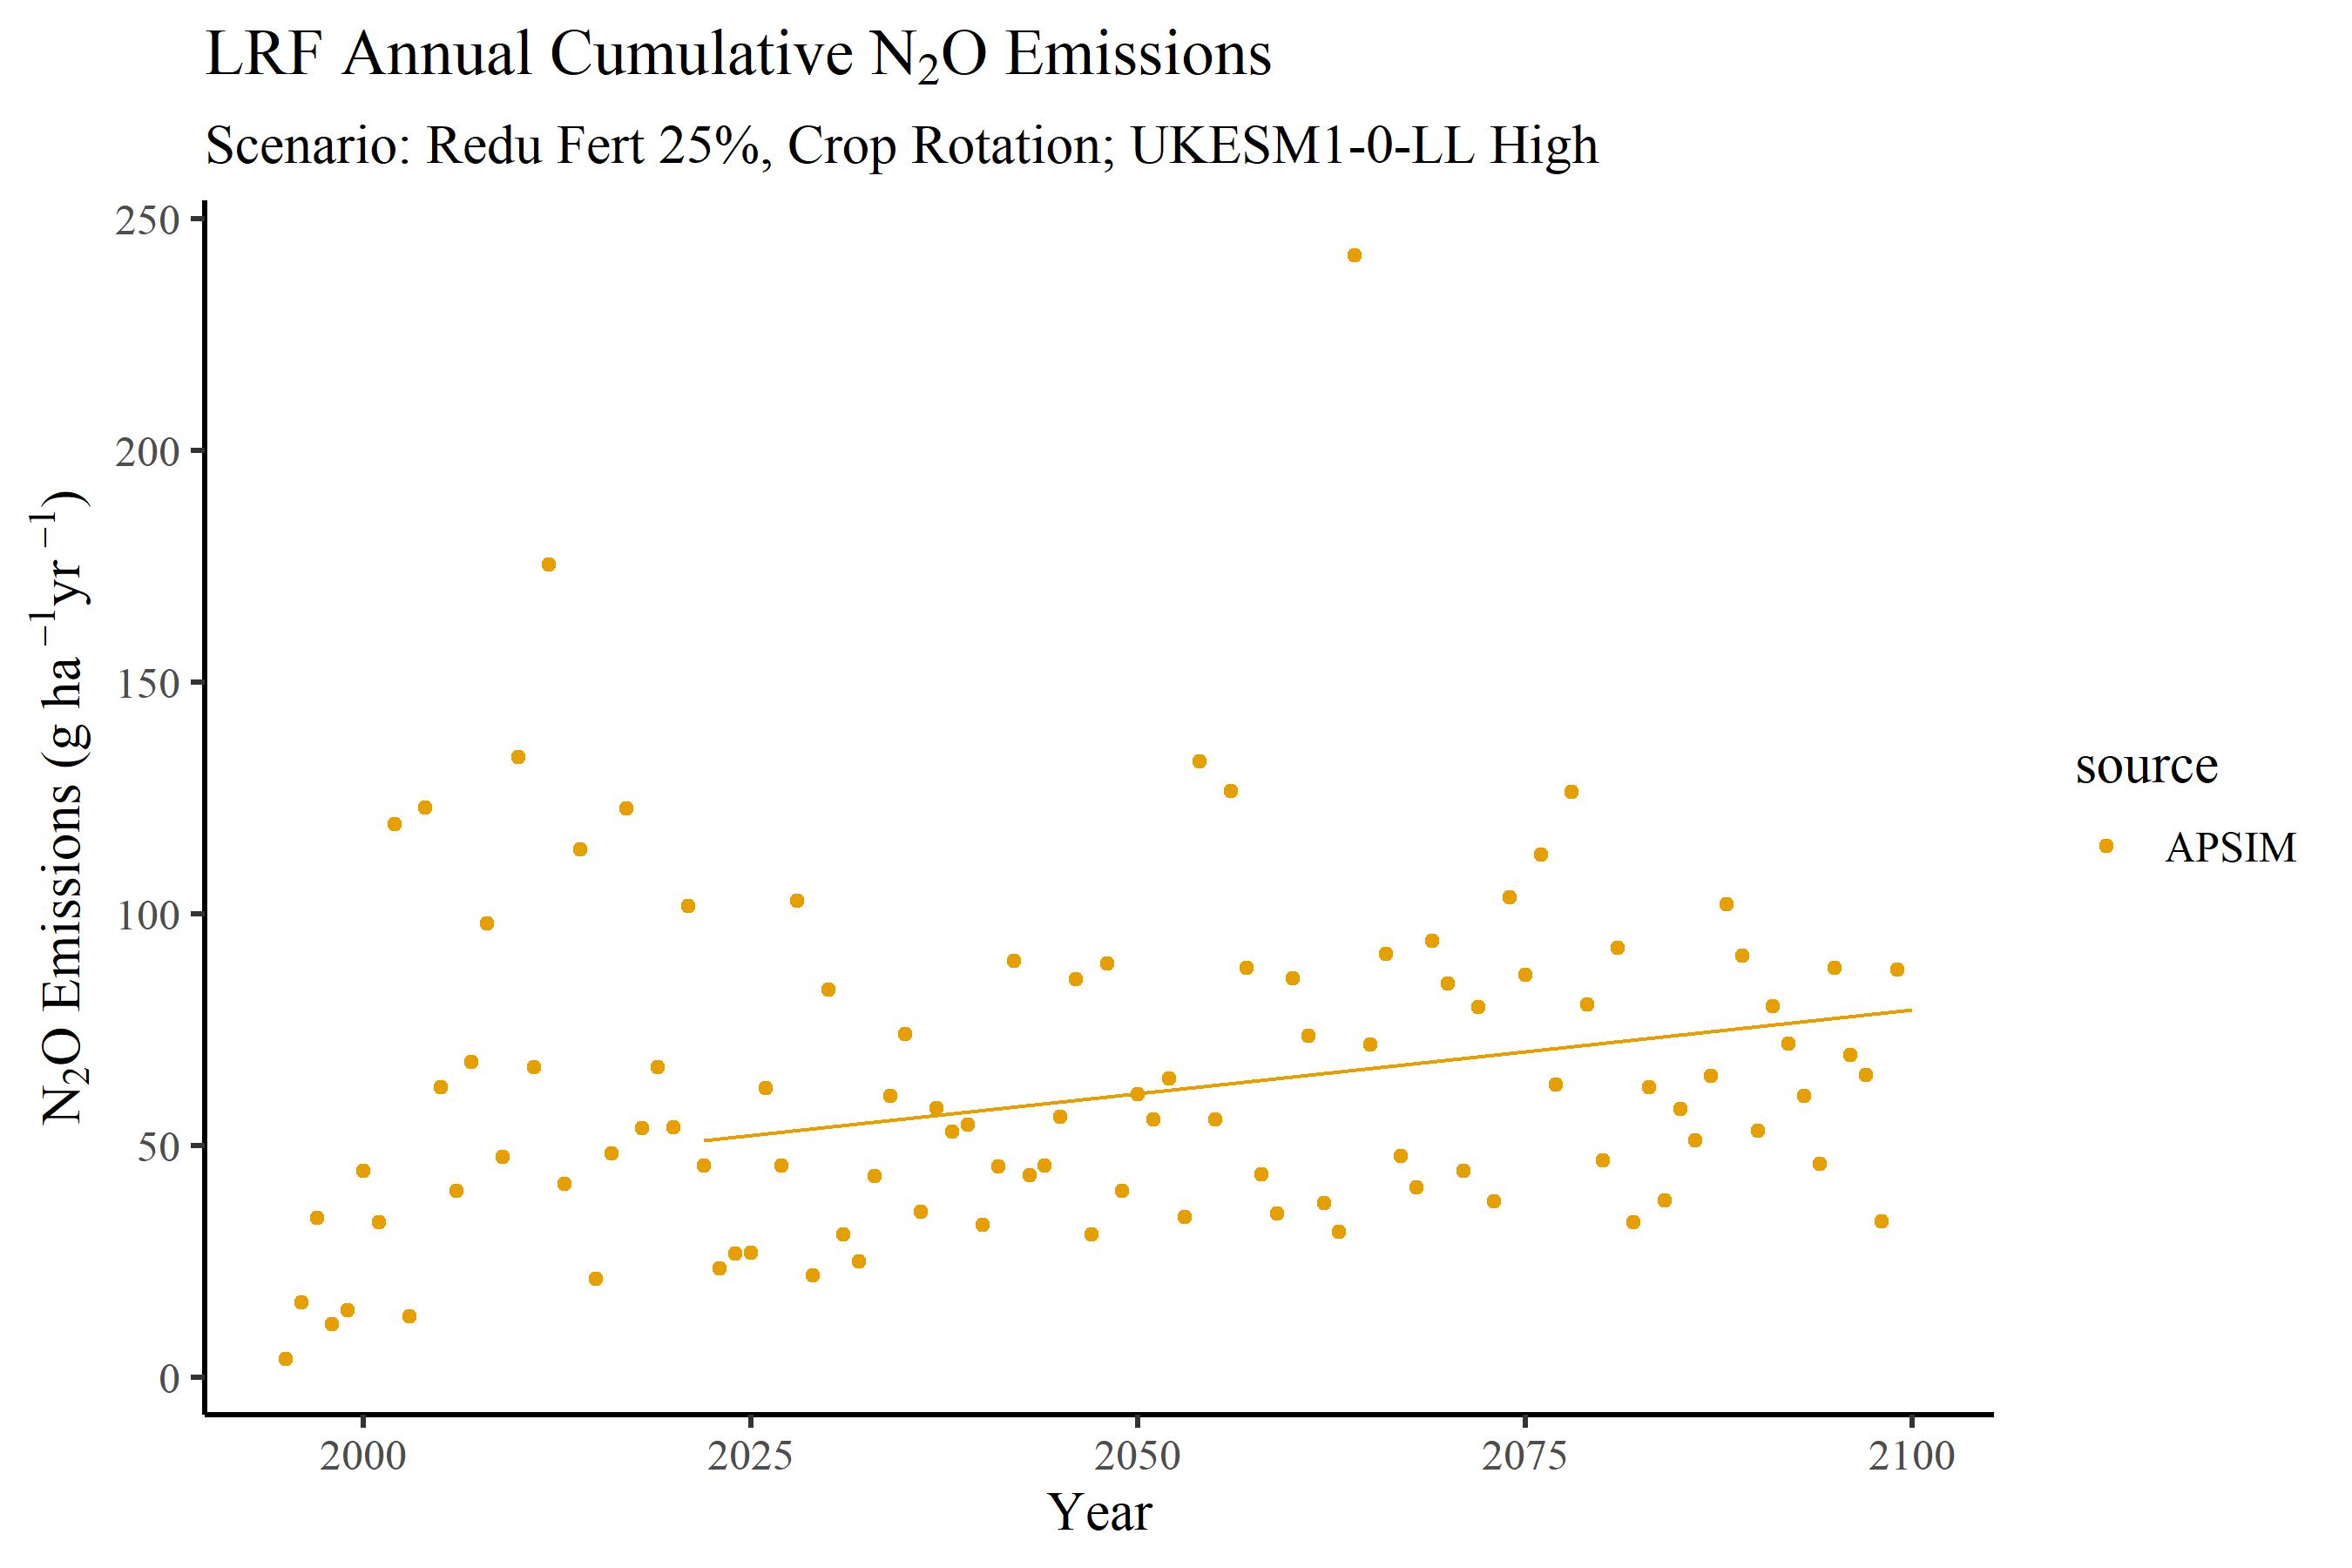 LRF Annual Cumulative N₂O Emissions
Scenario: Redu Fert 25%, Crop Rotation; UKESM1-0-LL High
N₂O Emissions (g ha ⁻¹yr ⁻¹)
250
200
150
100
50
0
2000 2025 2050 2075 2100
Year
source
APSIM